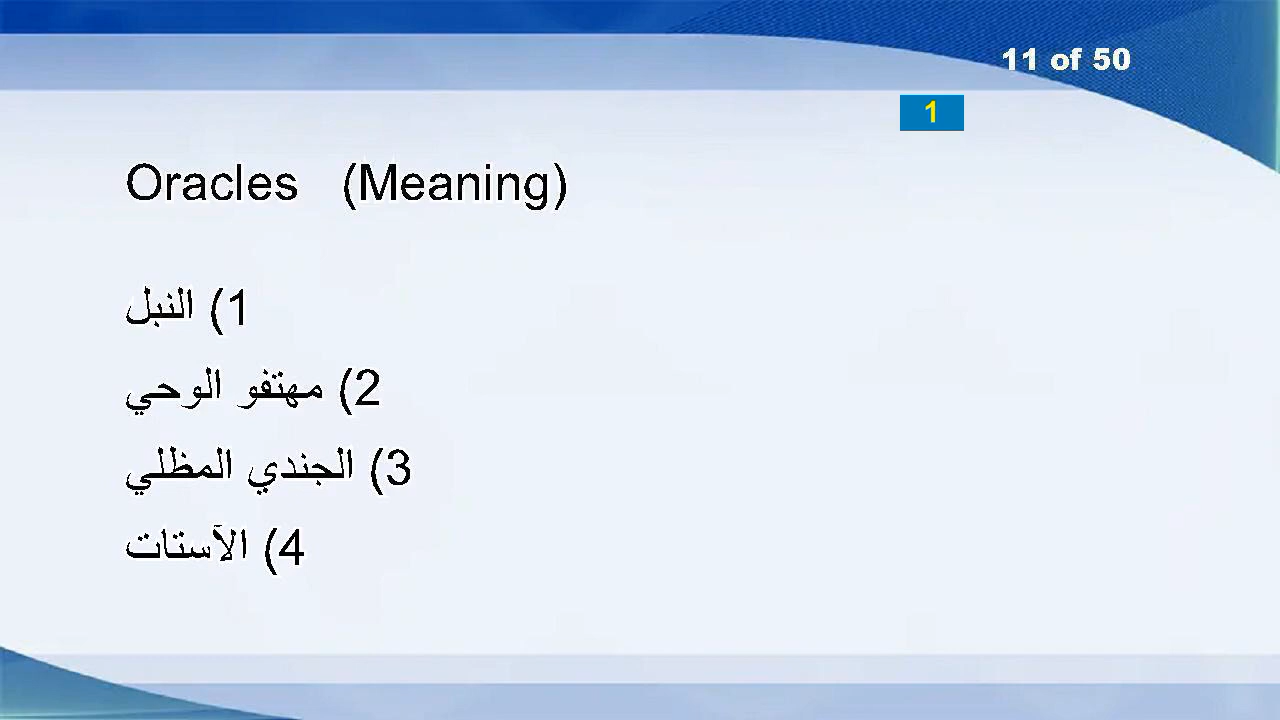 11 of 50
1
Oracles (Meaning)
1) النبل
2) مهتفو الوحي
3) الجندي المظلي
4) الآستات